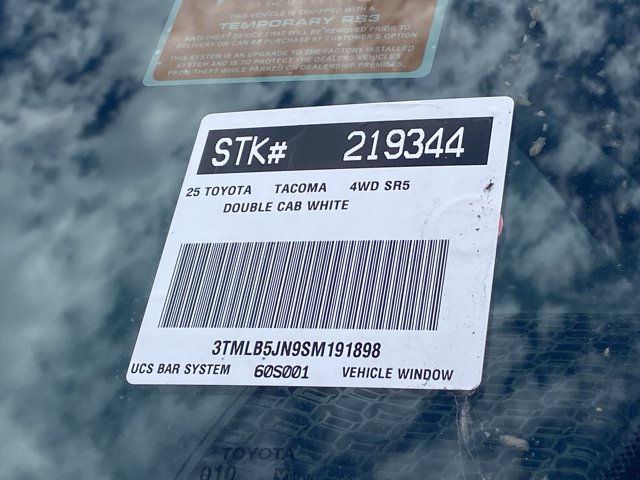 THIS VEHICLE IS EQUIPPED WITH A
TEMPORARY RS3
ANTI-THEFT DEVICE THAT WILL BE REMOVED PRIOR TO
DELIVERY OR CAN BE PURCHASE AT CUSTOMER'S OPTION
THIS SYSTEM IS AN UPGRADE TO THE FACTORY INSTALLED
SYSTEM AND IS TO PROTECT THE DEALERS VEHICLES
FROM THEFT WHILE PARKED ON DEALERSHIP PREMISES.
STK# 219344
25 TOYOTA TACOMA 4WD SR5
DOUBLE CAB WHITE
3TMLB5JN9SM191898
UCS BAR SYSTEM 60S001 VEHICLE WINDOW
TOYOTA